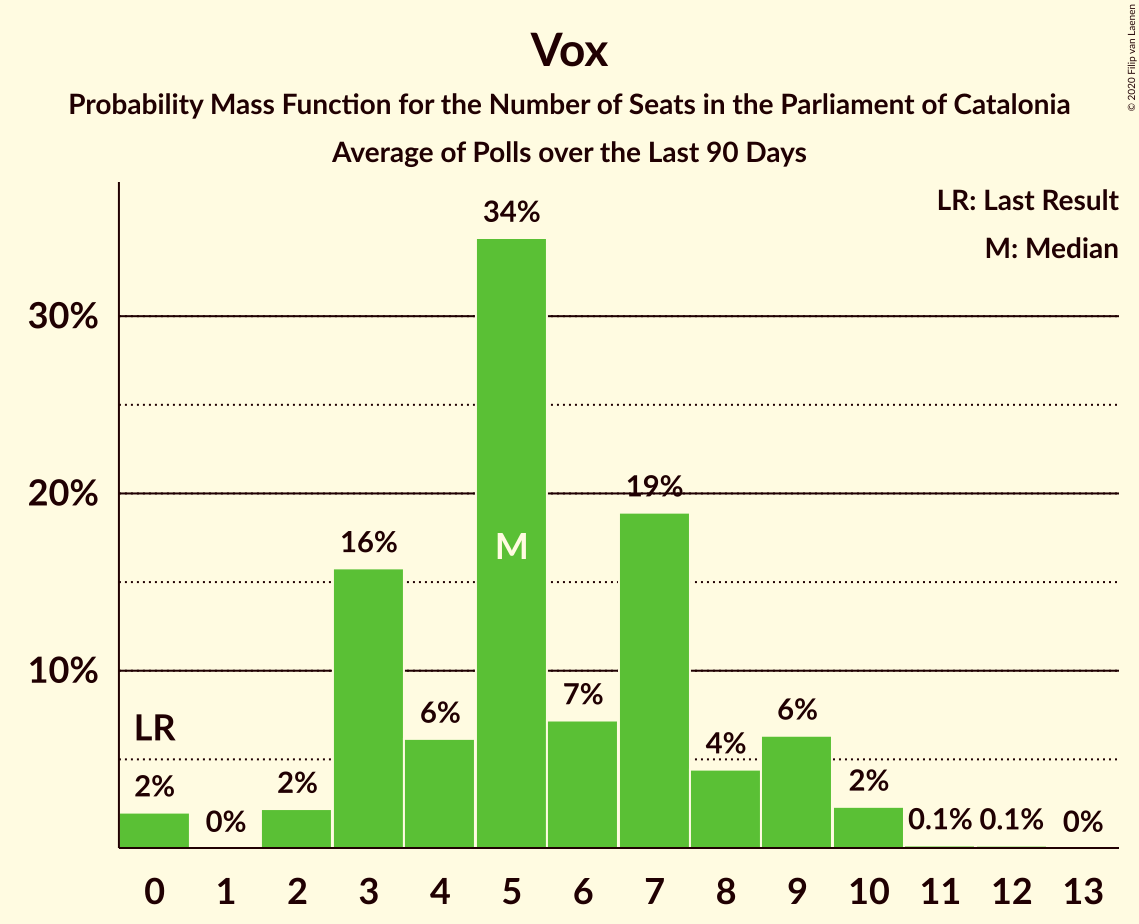 Vox
Probability Mass Function for the Number of Seats in the Parliament of Catalonia
Average of Polls over the Last 90 Days
© 2020 Filip van Laenen
LR: Last Result
M: Median
30%
20%
10%
LR
2%
0%
2%
16%
6%
34%
M
7%
19%
4%
6%
2%
0.1%
0.1%
0%
0 1 2 3 4 5 6 7 8 9 10 11 12 13